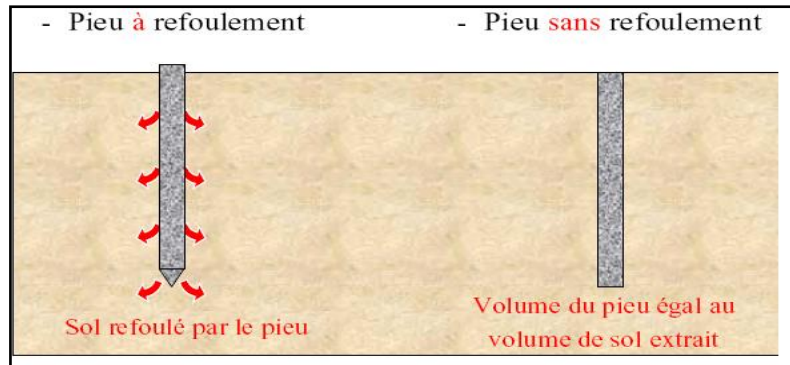 - Pieu à refoulement
- Pieu sans refoulement
Sol refoulé par le pieu
Volume du pieu égal au
volume de sol extrait